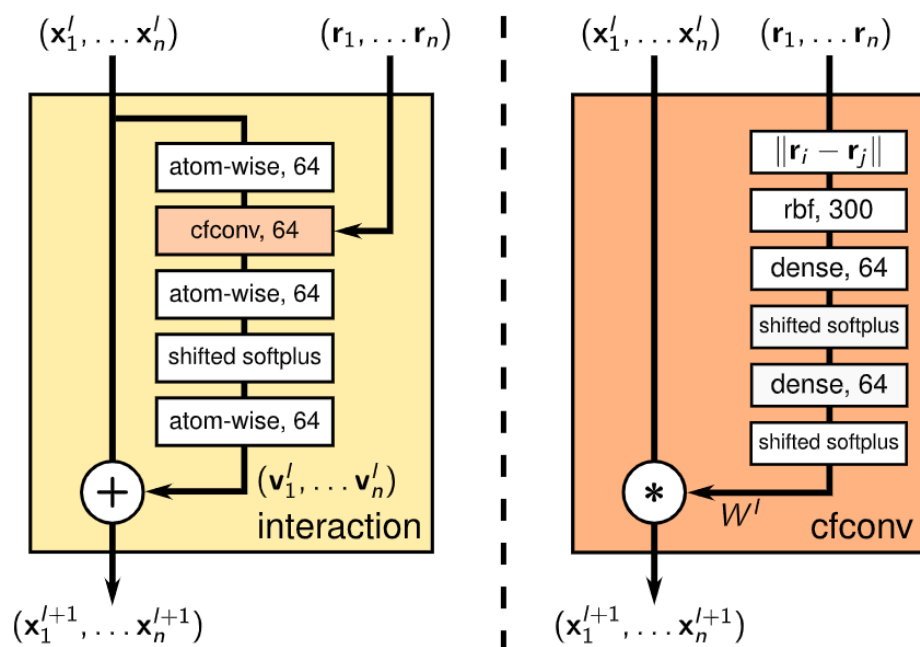 (x₁ˡ, . . . xₙˡ)
(r₁, . . . rₙ)
atom-wise, 64
cfconv, 64
atom-wise, 64
shifted softplus
atom-wise, 64
+
(v₁ˡ, . . . vₙˡ)
interaction
(x₁ˡ⁺¹, . . . xₙˡ⁺¹)
(x₁ˡ, . . . xₙˡ)
(r₁, . . . rₙ)
‖rᵢ − rⱼ‖
rbf, 300
dense, 64
shifted softplus
dense, 64
shifted softplus
*
Wˡ
cfconv
(x₁ˡ⁺¹, . . . xₙˡ⁺¹)